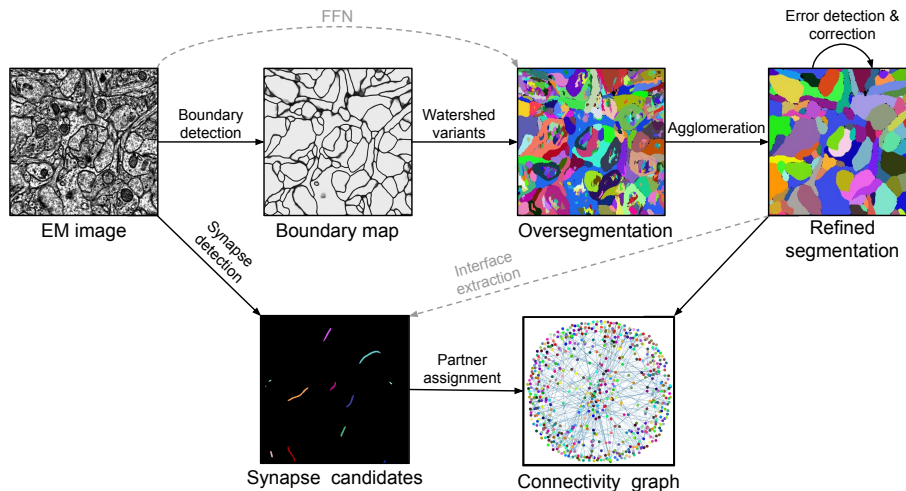 FFN
Error detection &
correction
Boundary
detection
Watershed
variants
Agglomeration
EM image
Boundary map
Oversegmentation
Refined
segmentation
Synapse
detection
Interface
extraction
Partner
assignment
Synapse candidates
Connectivity graph